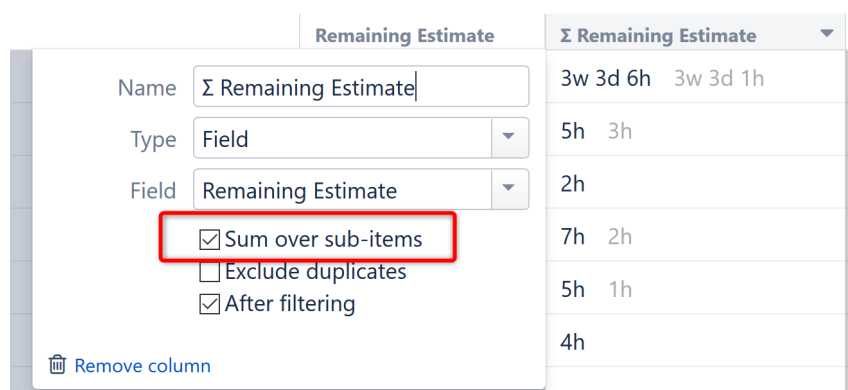 Remaining Estimate Σ Remaining Estimate
Name Σ Remaining Estimate
3w 3d 6h 3w 3d 1h
Type Field
5h 3h
Field Remaining Estimate
2h
Sum over sub-items
7h 2h
Exclude duplicates
After filtering
5h 1h
4h
Remove column